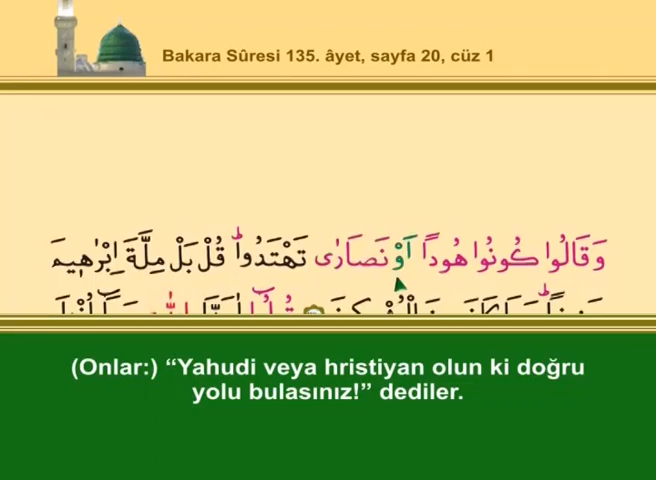 Bakara Sûresi 135. âyet, sayfa 20, cüz 1
وَقَالُوا كُونُوا هُوداً اَوْ نَصَارٰى تَهْتَدُوا قُلْ بَلْ مِلَّةَ اِبْرٰهٖيمَ
(Onlar:) “Yahudi veya hristiyan olun ki doğru
yolu bulasınız!” dediler.